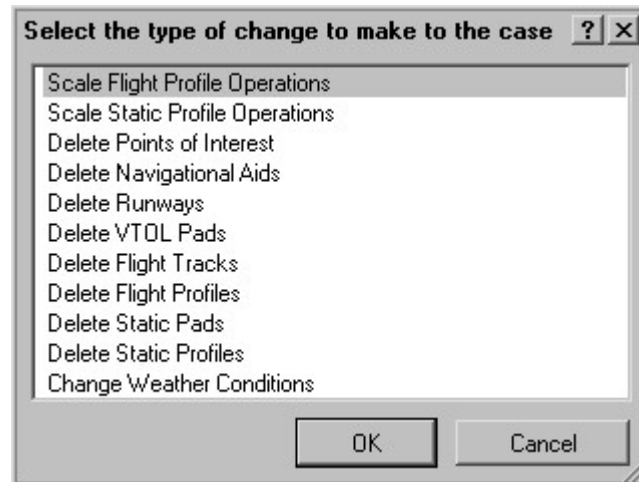 Select the type of change to make to the case ? ×
Scale Flight Profile Operations
Scale Static Profile Operations
Delete Points of Interest
Delete Navigational Aids
Delete Runways
Delete VTOL Pads
Delete Flight Tracks
Delete Flight Profiles
Delete Static Pads
Delete Static Profiles
Change Weather Conditions
OK Cancel